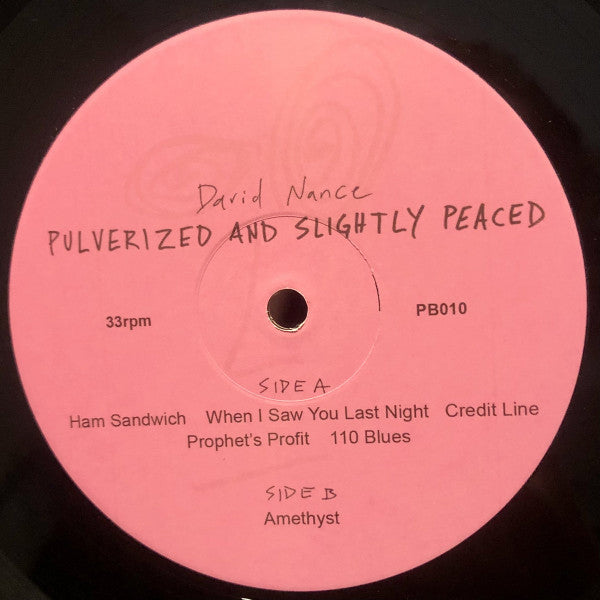 David Nance
PULVERIZED AND SLIGHTLY PEACED
33rpm
PB010
SIDE A
Ham Sandwich When I Saw You Last Night Credit Line
Prophet's Profit 110 Blues
SIDE B
Amethyst